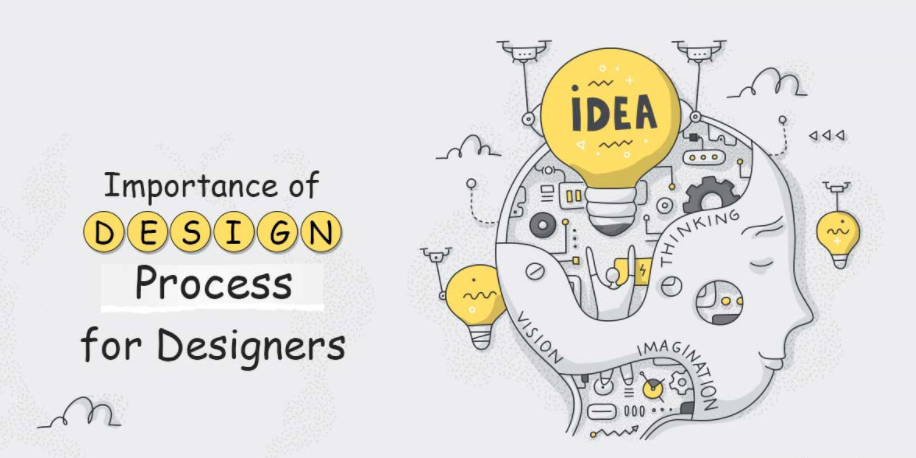 Importance of
DESIGN
Process
for Designers
iDEA
THINKING
VISION
IMAGINATION